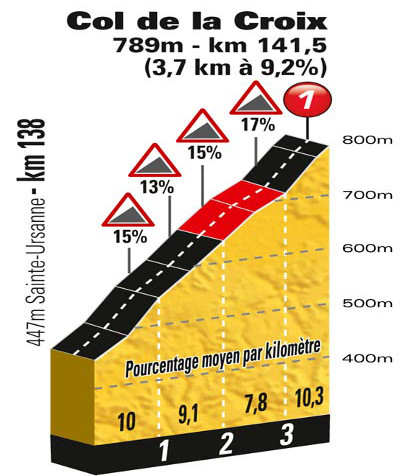 Col de la Croix
789m - km 141,5
(3,7 km à 9,2%)
1
17%
15%
13%
15%
800m
700m
600m
500m
400m
447m Sainte-Ursanne - km 138
Pourcentage moyen par kilomètre
10 9,1 7,8 10,3
1 2 3